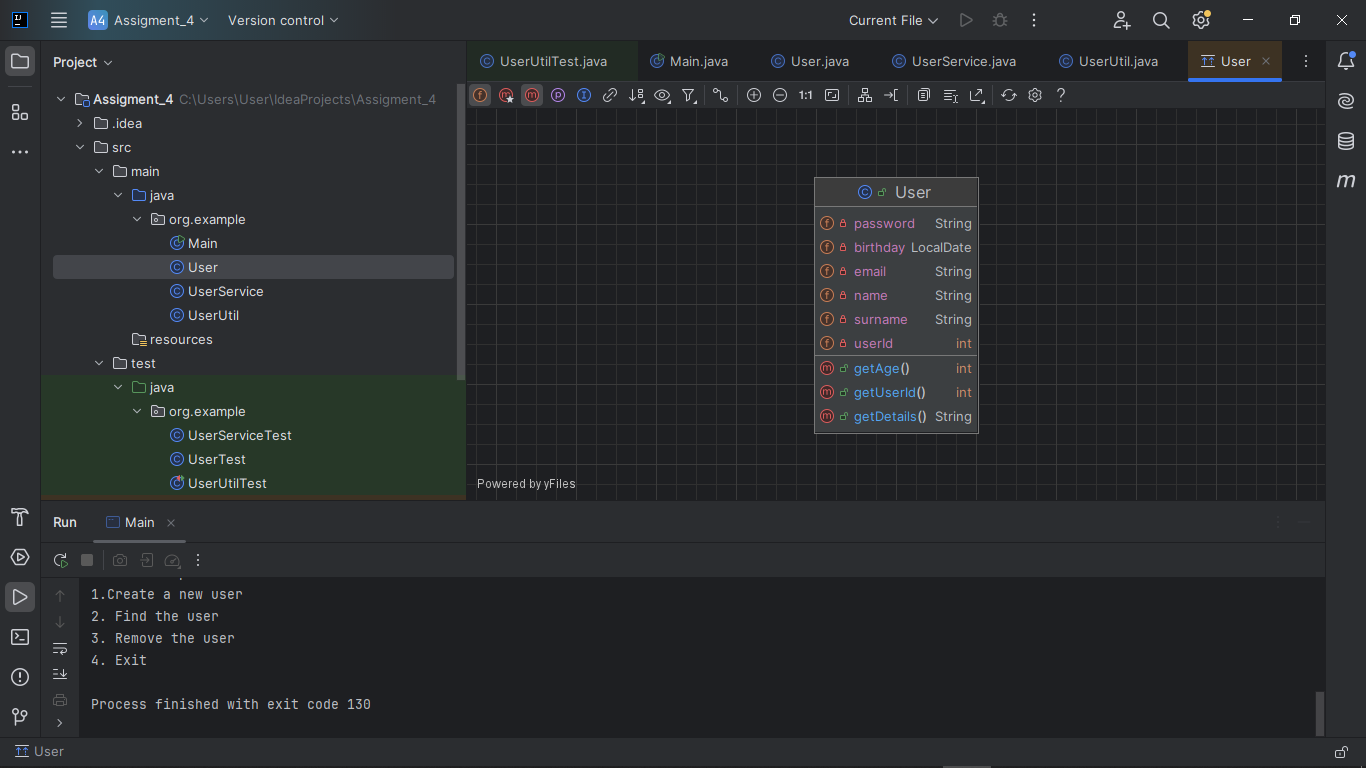 A4 Assigment_4 Version control Current File
Project
UserUtilTest.java Main.java User.java UserService.java UserUtil.java User
Assigment_4 C:\Users\User\IdeaProjects\Assigment_4
.idea
src
main
java
org.example
Main
User
UserService
UserUtil
resources
test
java
org.example
UserServiceTest
UserTest
UserUtilTest
1:1
User
password String
birthday LocalDate
email String
name String
surname String
userId int
getAge() int
getUserId() int
getDetails() String
Powered by yFiles
Run Main
1.Create a new user
2. Find the user
3. Remove the user
4. Exit
Process finished with exit code 130
User